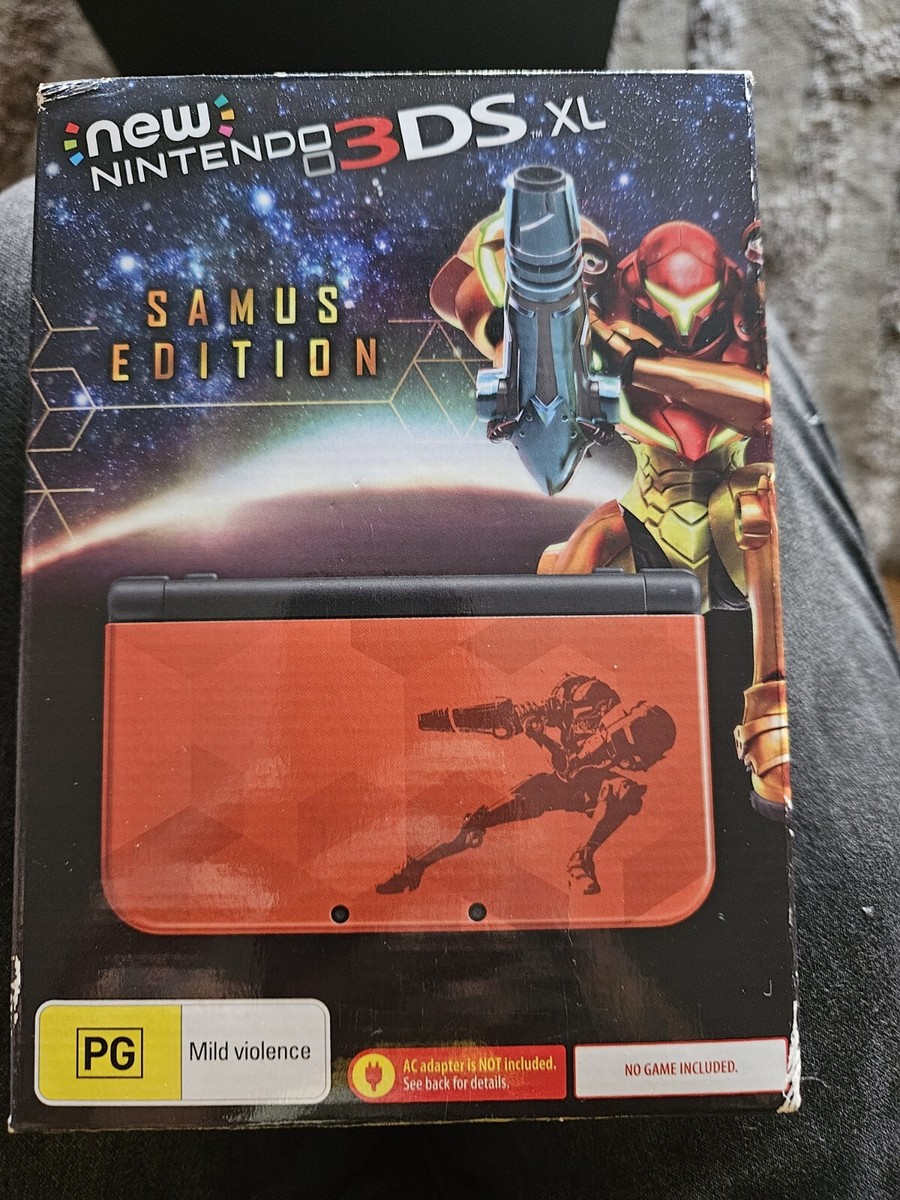 new
NINTENDO 3DS™ XL
SAMUS
EDITION
PG Mild violence
AC adapter is NOT included.
See back for details.
NO GAME INCLUDED.